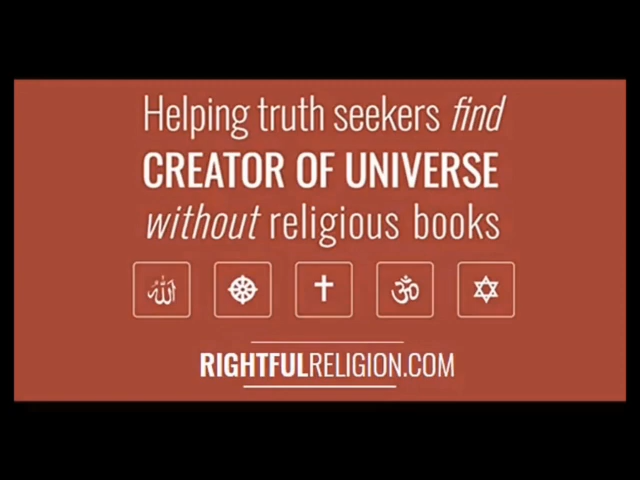 Helping truth seekers find
CREATOR OF UNIVERSE
without religious books
الله
ॐ
RIGHTFULRELIGION.COM